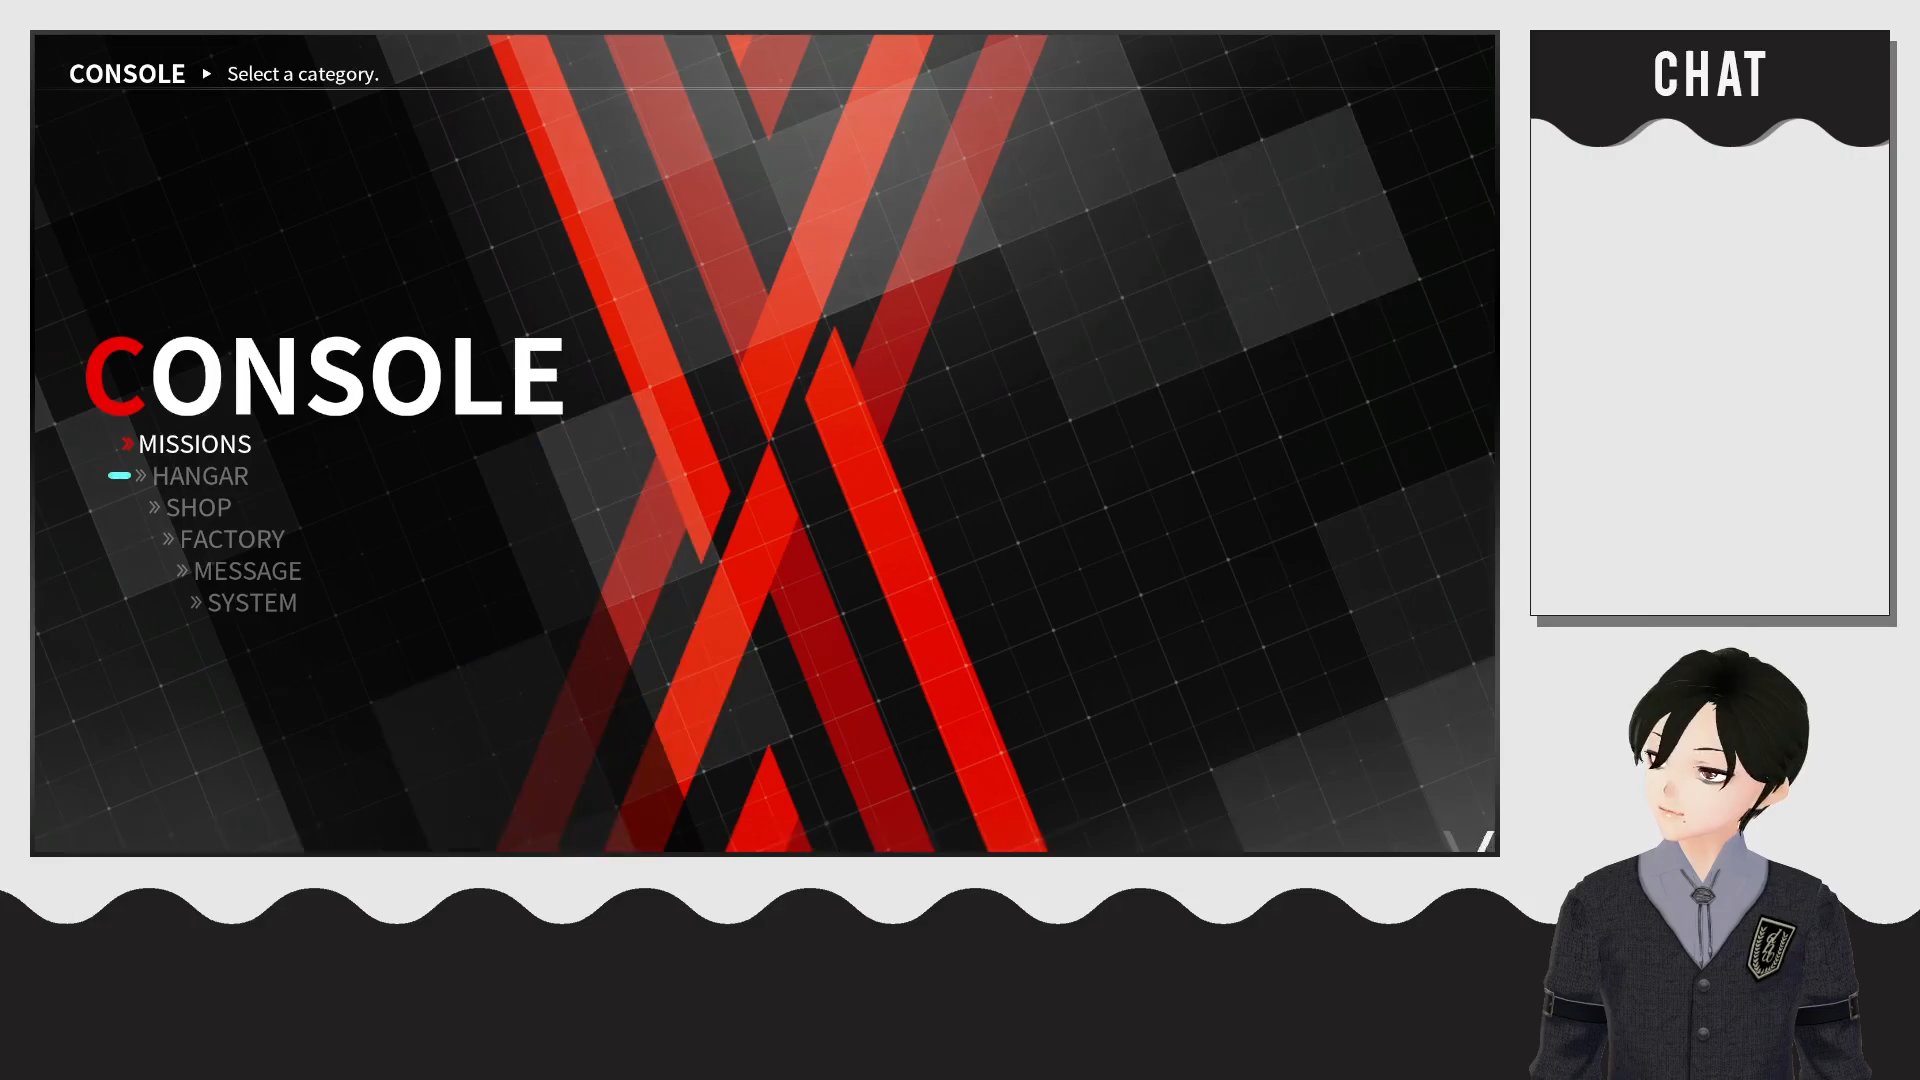 CONSOLE ▶ Select a category.
CHAT
CONSOLE
» MISSIONS
» HANGAR
» SHOP
» FACTORY
» MESSAGE
» SYSTEM